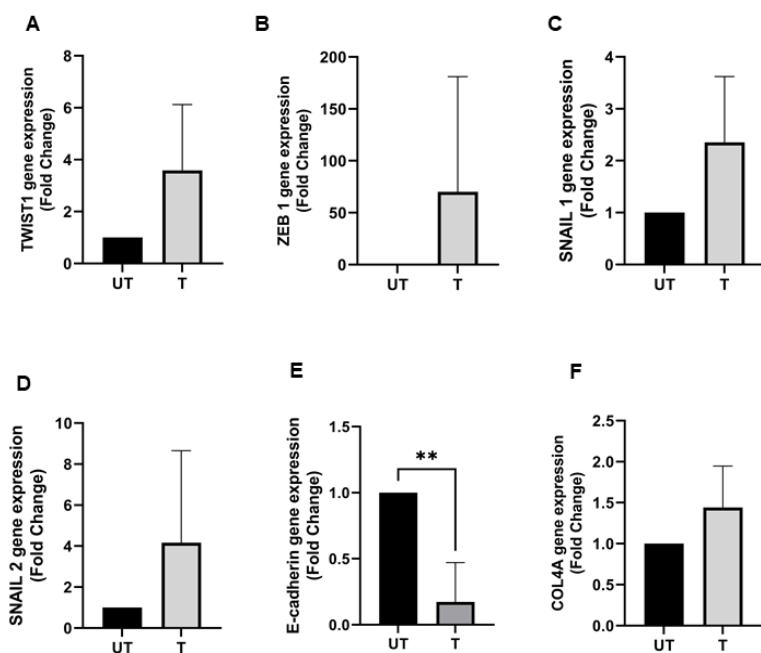 A
TWIST1 gene expression
(Fold Change)
8
6
4
2
0
UT T
B
ZEB 1 gene expression
(Fold Change)
200
150
100
50
0
UT T
C
SNAIL 1 gene expression
(Fold Change)
4
3
2
1
0
UT T
D
SNAIL 2 gene expression
(Fold Change)
10
8
6
4
2
0
UT T
E
E-cadherin gene expression
(Fold Change)
1.5
1.0
0.5
0.0
**
UT T
F
COL4A gene expression
(Fold Change)
2.5
2.0
1.5
1.0
0.5
0.0
UT T